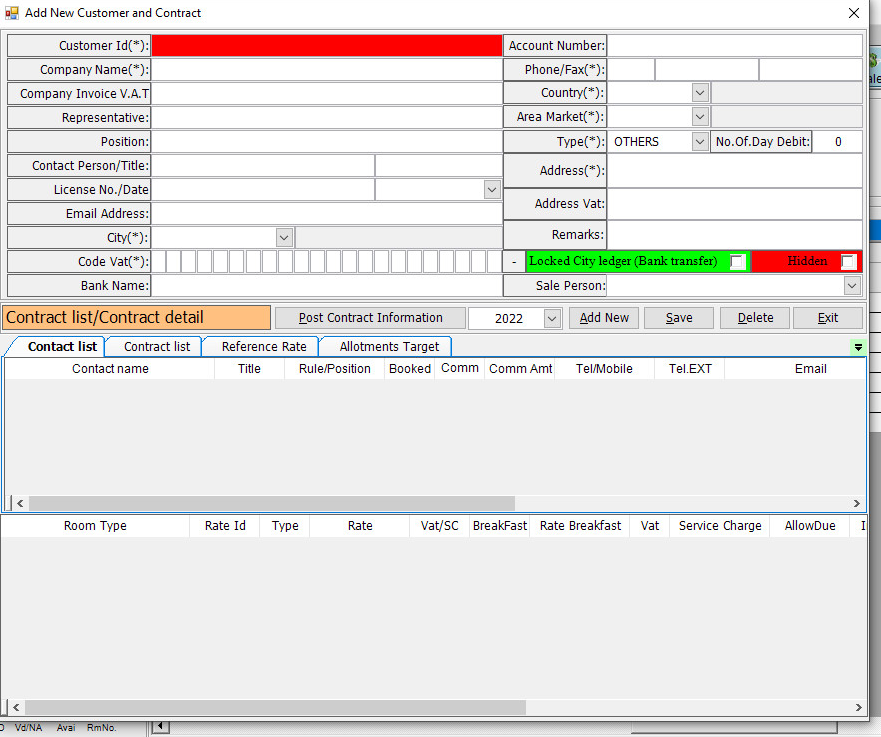 Add New Customer and Contract
Customer Id(*):
Account Number:
Company Name(*):
Phone/Fax(*):
Company Invoice V.A.T
Country(*):
Representative:
Area Market(*):
Position:
Type(*): OTHERS No.Of.Day Debit: 0
Contact Person/Title:
Address(*):
License No./Date
Address Vat:
Email Address:
City(*):
Remarks:
Code Vat(*):
- Locked City ledger (Bank transfer) Hidden
Bank Name:
Sale Person:
Contract list/Contract detail Post Contract Information 2022 Add New Save Delete Exit
Contact list Contract list Reference Rate Allotments Target
Contact name Title Rule/Position Booked Comm Comm Amt Tel/Mobile Tel.EXT Email
Room Type Rate Id Type Rate Vat/SC BreakFast Rate Breakfast Vat Service Charge AllowDue
Vd/NA Avai RmNo.